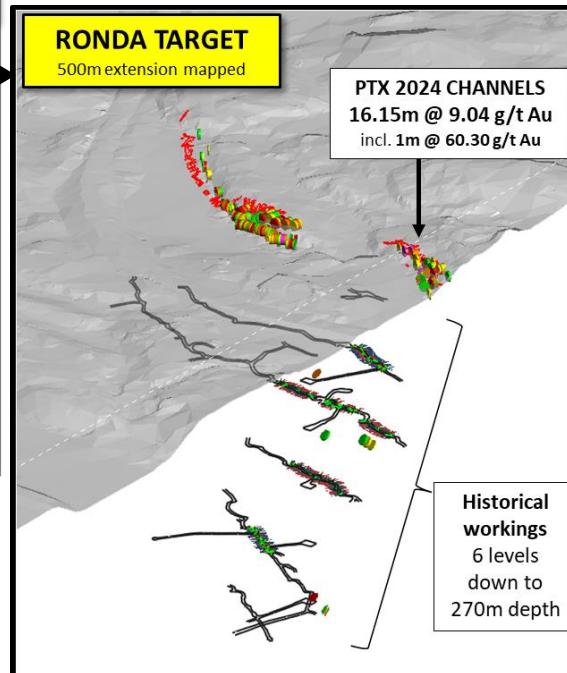 RONDA TARGET
500m extension mapped
PTX 2024 CHANNELS
16.15m @ 9.04 g/t Au
incl. 1m @ 60.30 g/t Au
Historical
workings
6 levels
down to
270m depth